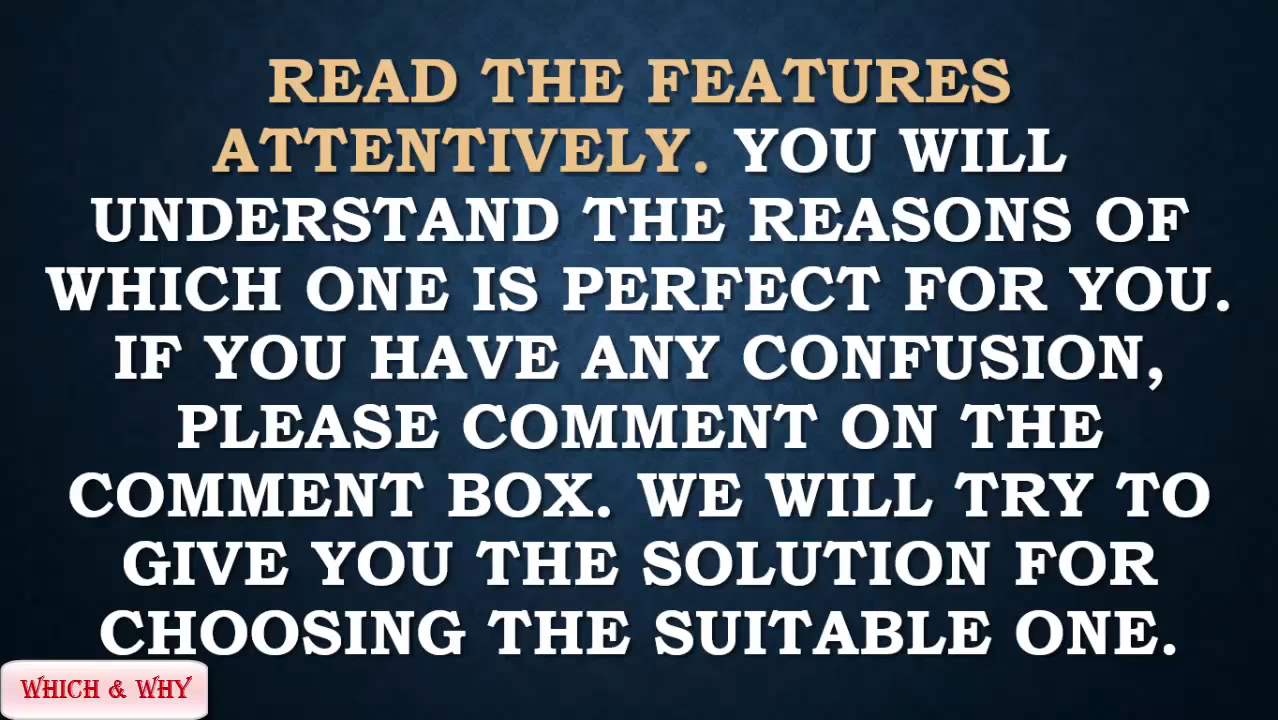 READ THE FEATURES
ATTENTIVELY. YOU WILL
UNDERSTAND THE REASONS OF
WHICH ONE IS PERFECT FOR YOU.
IF YOU HAVE ANY CONFUSION,
PLEASE COMMENT ON THE
COMMENT BOX. WE WILL TRY TO
GIVE YOU THE SOLUTION FOR
CHOOSING THE SUITABLE ONE.
WHICH & WHY